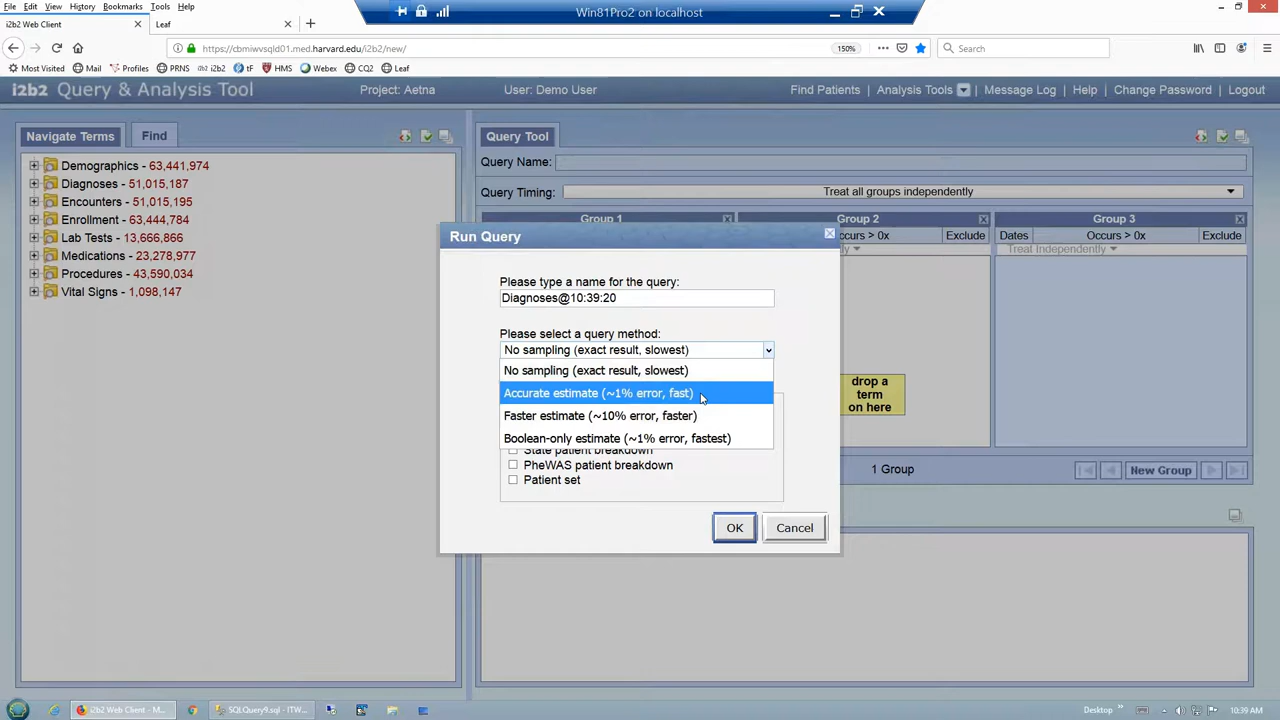 File Edit View History Bookmarks Tools Help
Win81Pro2 on localhost
i2b2 Web Client
Leaf
https://cbmiwvsqld01.med.harvard.edu/i2b2/new/
150%
Search
Most Visited Mail Profiles PRNS i2b2 tF HMS Webex CQ2 Leaf
i2b2 Query & Analysis Tool Project: Aetna User: Demo User Find Patients Analysis Tools Message Log Help Change Password Logout
Navigate Terms Find
Demographics - 63,441,974
Diagnoses - 51,015,187
Encounters - 51,015,195
Enrollment - 63,444,784
Lab Tests - 13,666,866
Medications - 23,278,977
Procedures - 43,590,034
Vital Signs - 1,098,147
Query Tool
Query Name:
Query Timing: Treat all groups independently
Group 1 Group 2 Group 3
Occurs > 0x Exclude Dates Occurs > 0x Exclude
Treat Independently
drop a
term
on here
1 Group New Group
Run Query
Please type a name for the query:
Diagnoses@10:39:20
Please select a query method:
No sampling (exact result, slowest)
No sampling (exact result, slowest)
Accurate estimate (~1% error, fast)
Faster estimate (~10% error, faster)
Boolean-only estimate (~1% error, fastest)
State patient breakdown
PheWAS patient breakdown
Patient set
OK Cancel
i2b2 Web Client - M...
SQLQuery9.sql - ITW...
Desktop
10:39 AM